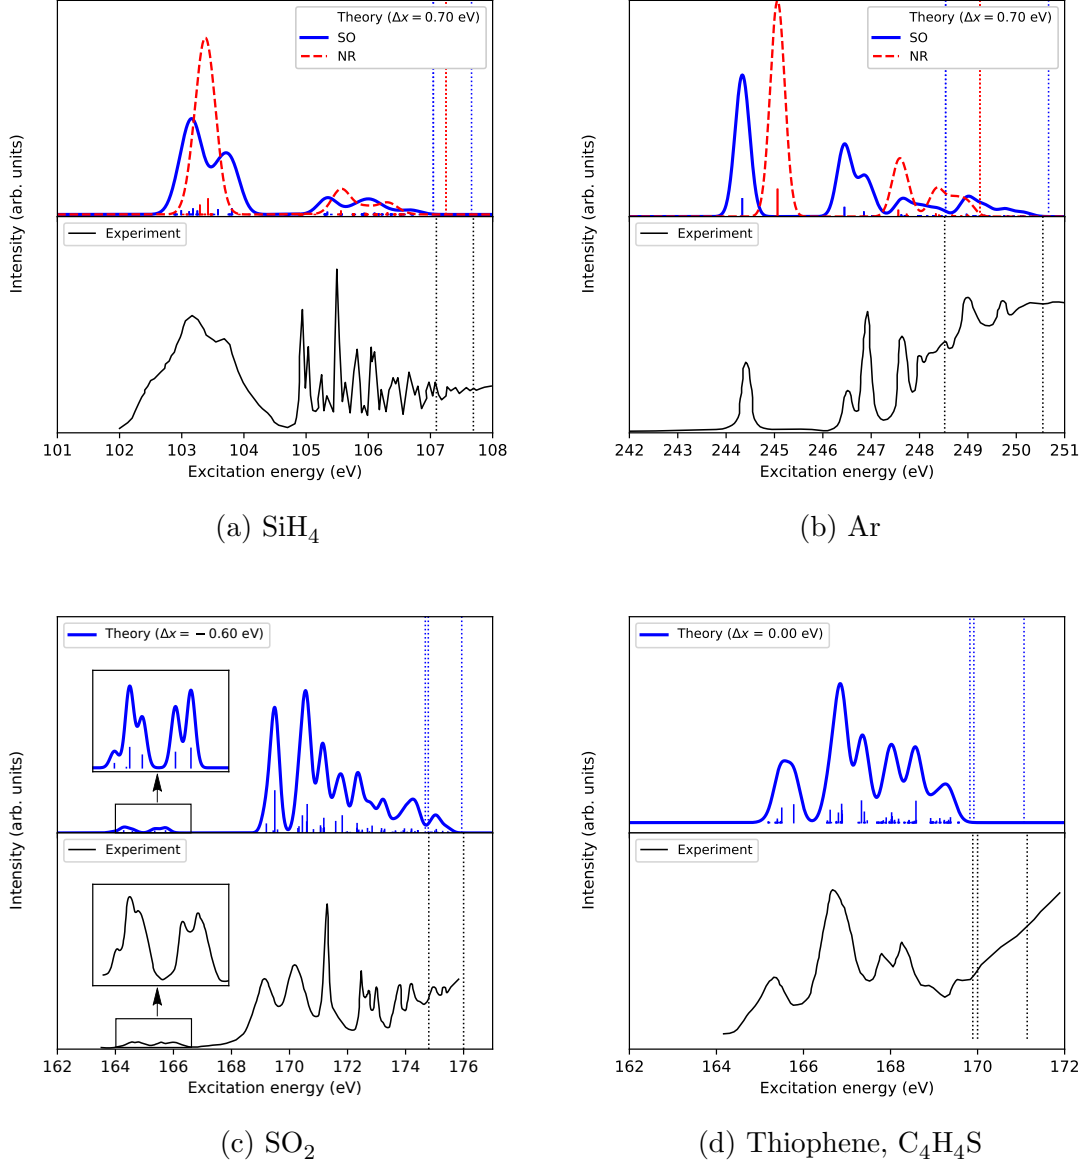 Theory (Δx = 0.70 eV)
SO
NR
Intensity (arb. units)
Experiment
101 102 103 104 105 106 107 108
Excitation energy (eV)
(a) SiH₄
Theory (Δx = 0.70 eV)
SO
NR
Intensity (arb. units)
Experiment
242 243 244 245 246 247 248 249 250 251
Excitation energy (eV)
(b) Ar
Theory (Δx = − 0.60 eV)
Intensity (arb. units)
Experiment
162 164 166 168 170 172 174 176
Excitation energy (eV)
(c) SO₂
Theory (Δx = 0.00 eV)
Intensity (arb. units)
Experiment
162 164 166 168 170 172
Excitation energy (eV)
(d) Thiophene, C₄H₄S